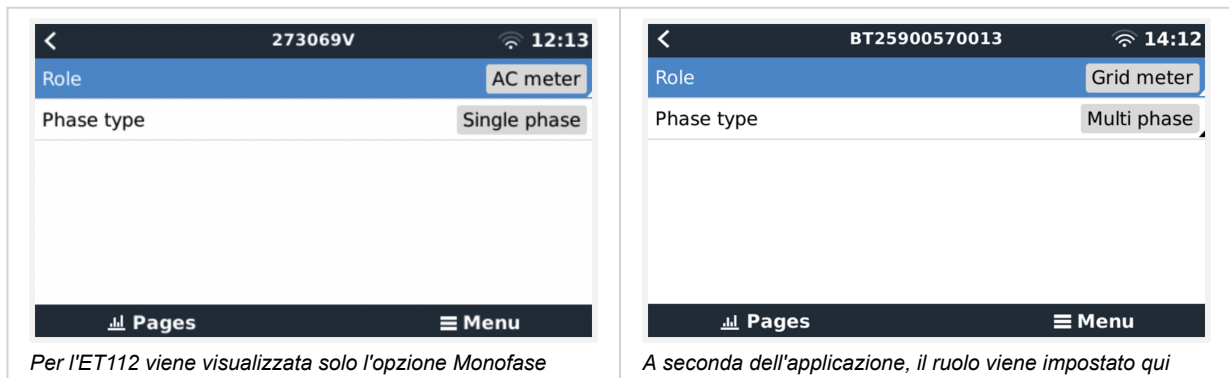 273069V 12:13
Role AC meter
Phase type Single phase
Pages Menu
Per l'ET112 viene visualizzata solo l'opzione Monofase
BT25900570013 14:12
Role Grid meter
Phase type Multi phase
Pages Menu
A seconda dell'applicazione, il ruolo viene impostato qui